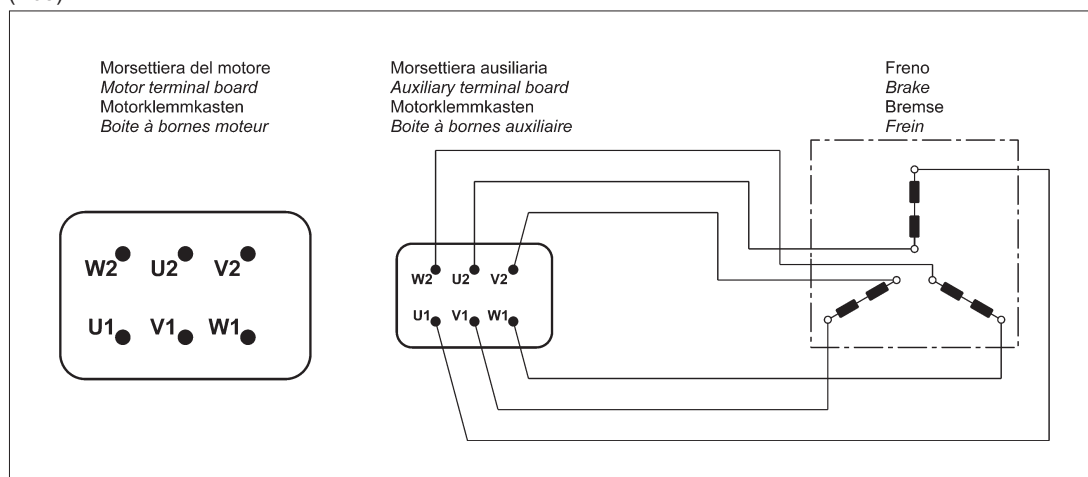 Morsettiera del motore
Motor terminal board
Motorklemmkasten
Boite à bornes moteur
Morsettiera ausiliaria
Auxiliary terminal board
Motorklemmkasten
Boite à bornes auxiliaire
Freno
Brake
Bremse
Frein
W2 U2 V2
U1 V1 W1
W2 U2 V2
U1 V1 W1